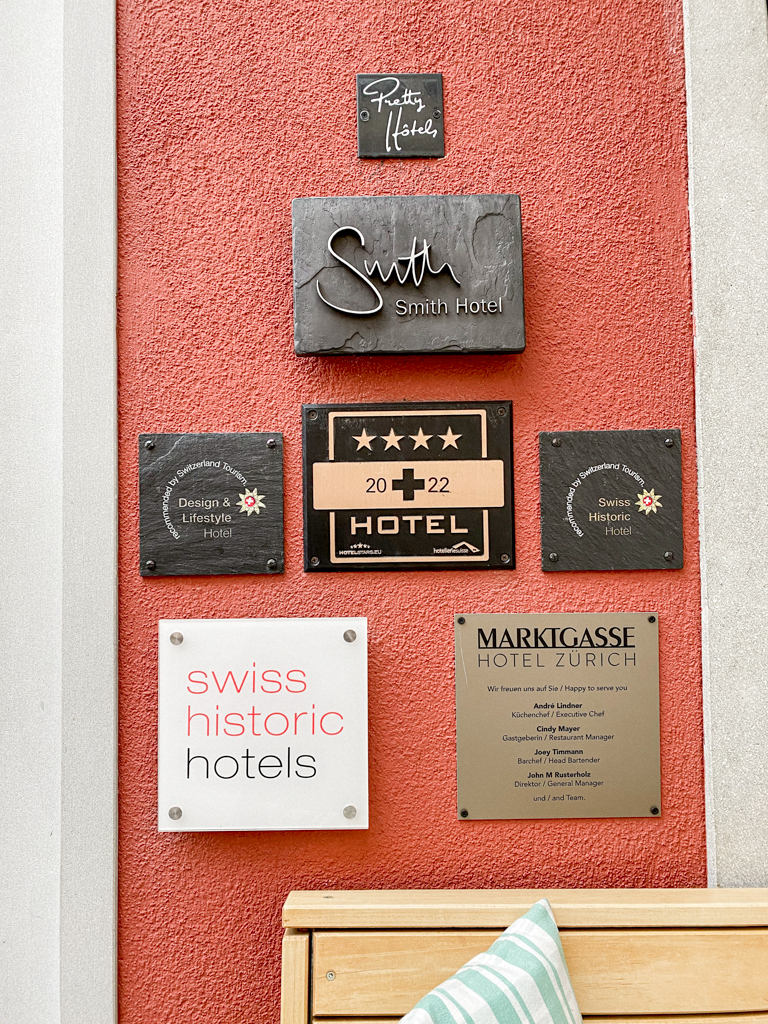 Pretty
Hôtels
Smith
Smith Hotel
recommended by Switzerland Tourism.
Design &
Lifestyle
Hotel
20 22
HOTEL
HOTELSTARS.EU
hotelleriesuisse
recommended by Switzerland Tourism.
Swiss
Historic
Hotel
swiss
historic
hotels
MARKTGASSE
HOTEL ZÜRICH
Wir freuen uns auf Sie / Happy to serve you
André Lindner
Küchenchef / Executive Chef
Cindy Mayer
Gastgeberin / Restaurant Manager
Joey Timmann
Barchef / Head Bartender
John M Rusterholz
Direktor / General Manager
und / and Team.